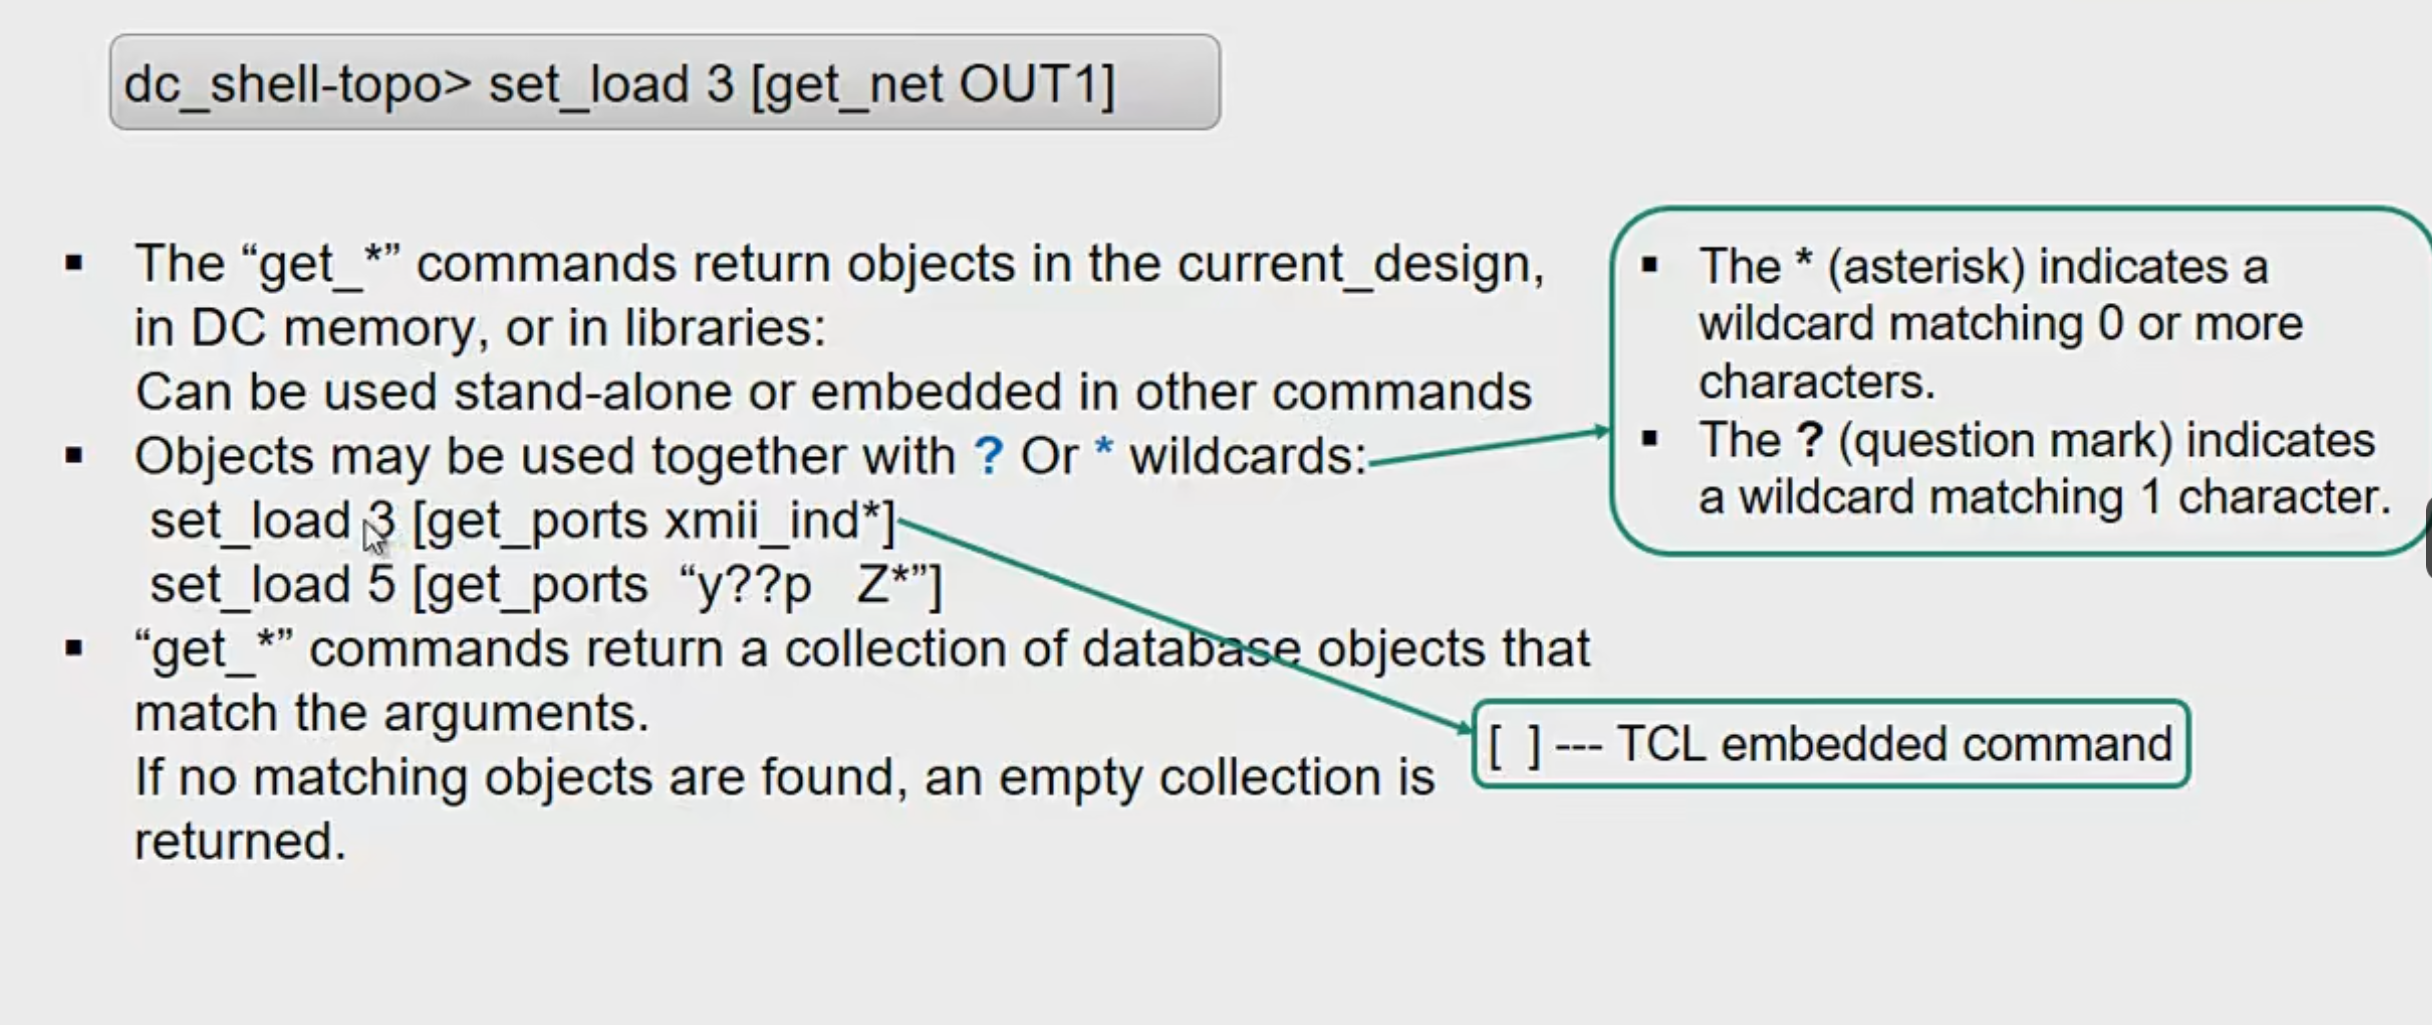 dc_shell-topo> set_load 3 [get_net OUT1]
▪ The “get_*” commands return objects in the current_design,
in DC memory, or in libraries:
Can be used stand-alone or embedded in other commands
▪ Objects may be used together with ? Or * wildcards:
set_load 3 [get_ports xmii_ind*]
set_load 5 [get_ports “y??p Z*”]
▪ “get_*” commands return a collection of database objects that
match the arguments.
If no matching objects are found, an empty collection is
returned.
▪ The * (asterisk) indicates a
wildcard matching 0 or more
characters.
▪ The ? (question mark) indicates
a wildcard matching 1 character.
[ ] --- TCL embedded command